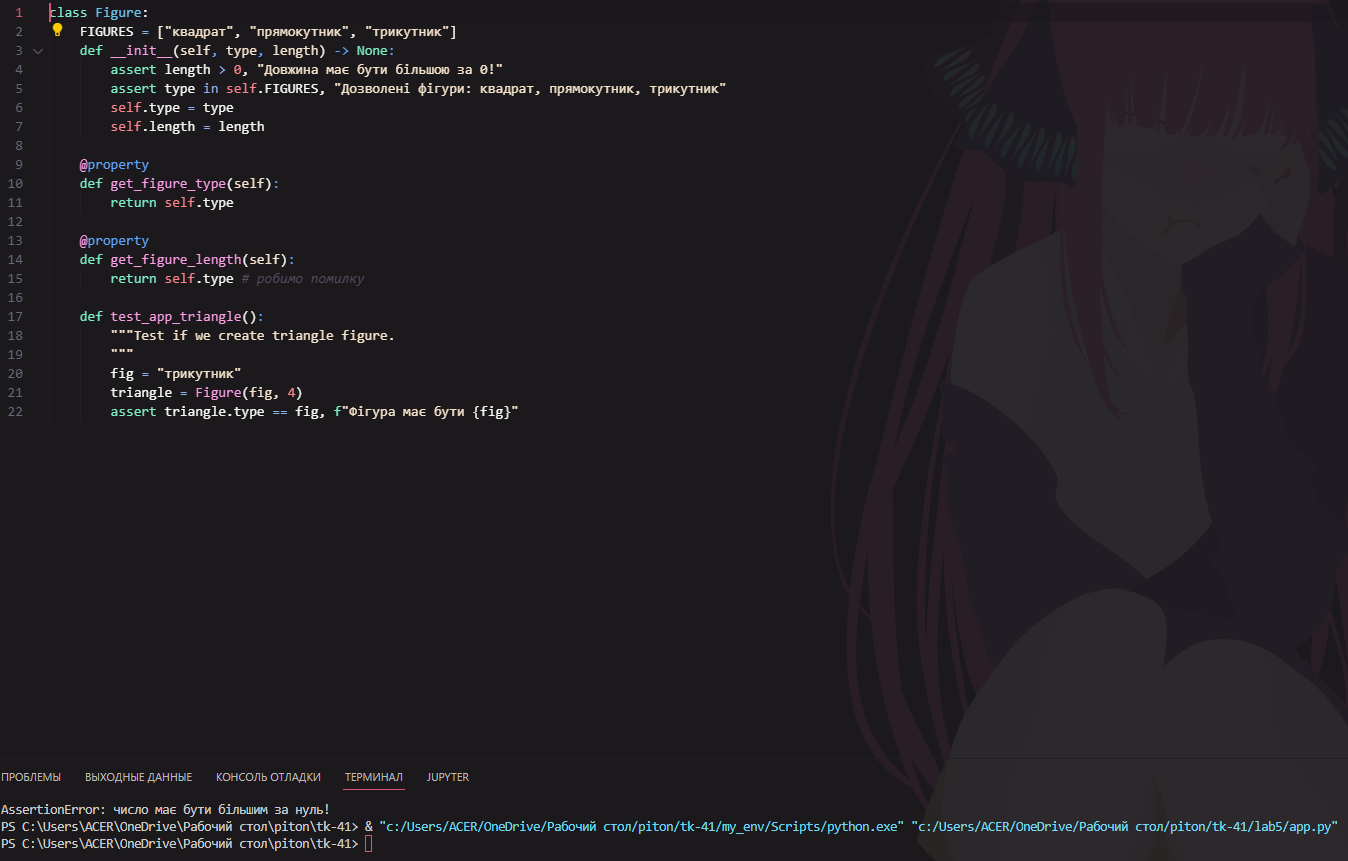 1 class Figure:
2 FIGURES = ["квадрат", "прямокутник", "трикутник"]
3 def __init__(self, type, length) -> None:
4 assert length > 0, "Довжина має бути більшою за 0!"
5 assert type in self.FIGURES, "Дозволені фігури: квадрат, прямокутник, трикутник"
6 self.type = type
7 self.length = length
8
9 @property
10 def get_figure_type(self):
11 return self.type
12
13 @property
14 def get_figure_length(self):
15 return self.type # робимо помилку
16
17 def test_app_triangle():
18 """Test if we create triangle figure.
19 """
20 fig = "трикутник"
21 triangle = Figure(fig, 4)
22 assert triangle.type == fig, f"Фігура має бути {fig}"
ПРОБЛЕМЫ ВЫХОДНЫЕ ДАННЫЕ КОНСОЛЬ ОТЛАДКИ ТЕРМИНАЛ JUPYTER
AssertionError: число має бути більшим за нуль!
PS C:\Users\ACER\OneDrive\Рабочий стол\piton\tk-41> & "c:/Users/ACER/OneDrive/Рабочий стол/piton/tk-41/my_env/Scripts/python.exe" "c:/Users/ACER/OneDrive/Рабочий стол/piton/tk-41/lab5/app.py"
PS C:\Users\ACER\OneDrive\Рабочий стол\piton\tk-41>